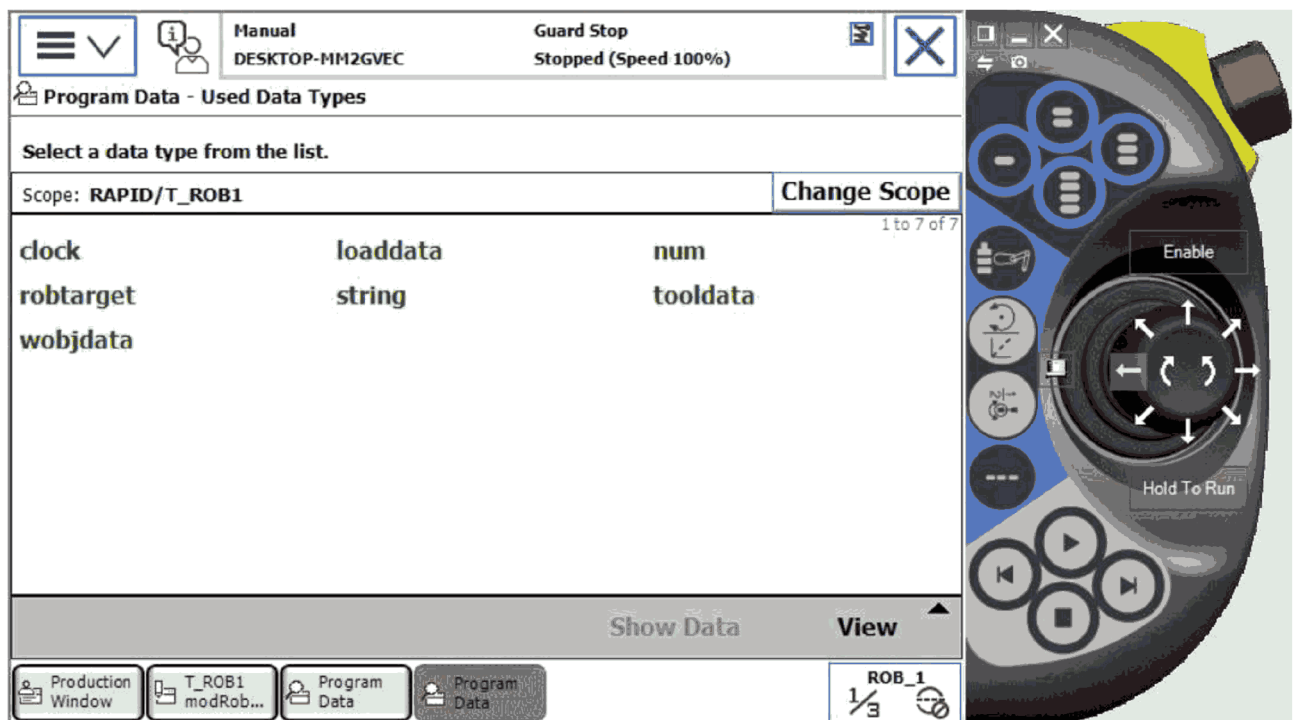 Manual
Guard Stop
DESKTOP-MM2GVEC
Stopped (Speed 100%)
Program Data - Used Data Types
Select a data type from the list.
Scope: RAPID/T_ROB1
Change Scope
1 to 7 of 7
clock
loaddata
num
robtarget
string
tooldata
wobjdata
Show Data
View
Production
Window
T_ROB1
modRob...
Program
Data
Program
Data
ROB_1
1/3
Enable
Hold To Run